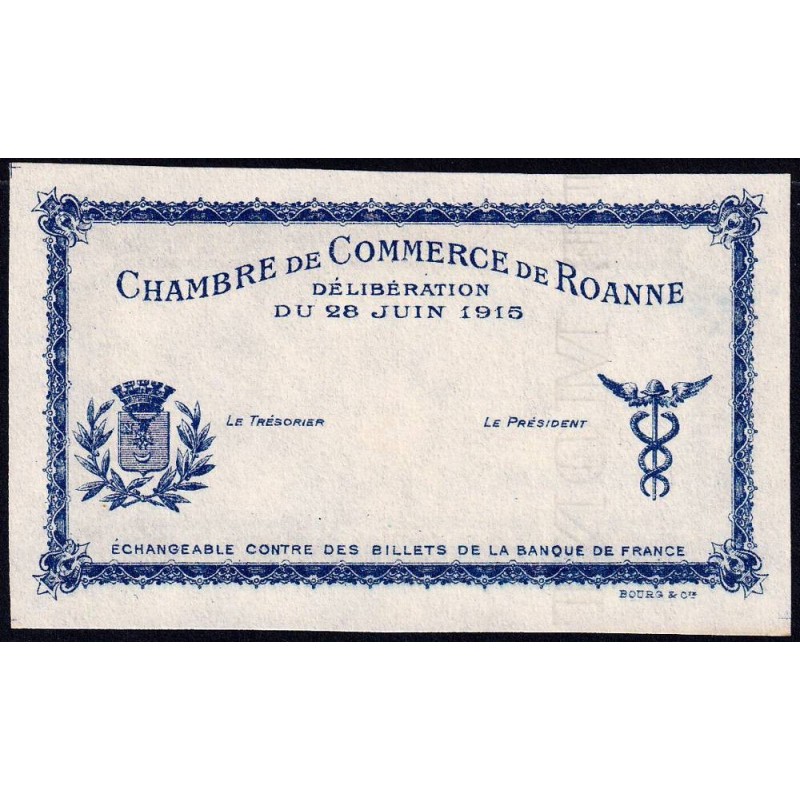 CHAMBRE DE COMMERCE DE ROANNE
DÉLIBÉRATION
DU 28 JUIN 1915
LE TRÉSORIER
LE PRÉSIDENT
ÉCHANGEABLE CONTRE DES BILLETS DE LA BANQUE DE FRANCE
BOURG & CIE